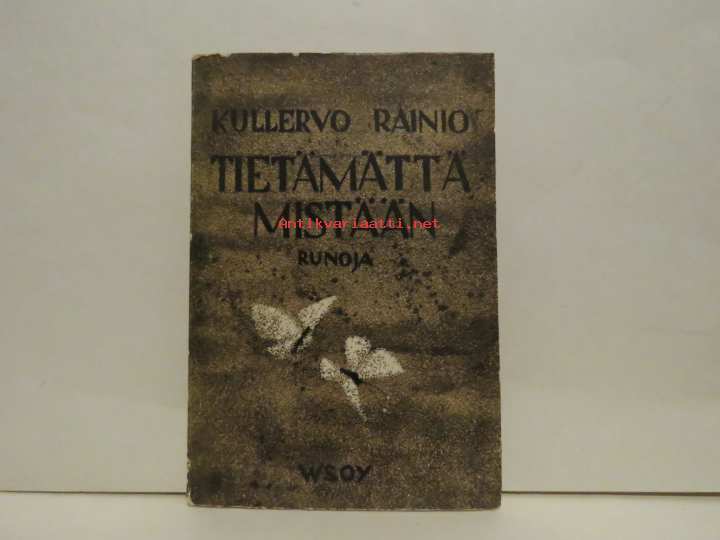 KULLERVO RAINIO
TIETÄMÄTTÄ
MISTÄÄN
Antikvariaatti.net
RUNOJA
WSOY